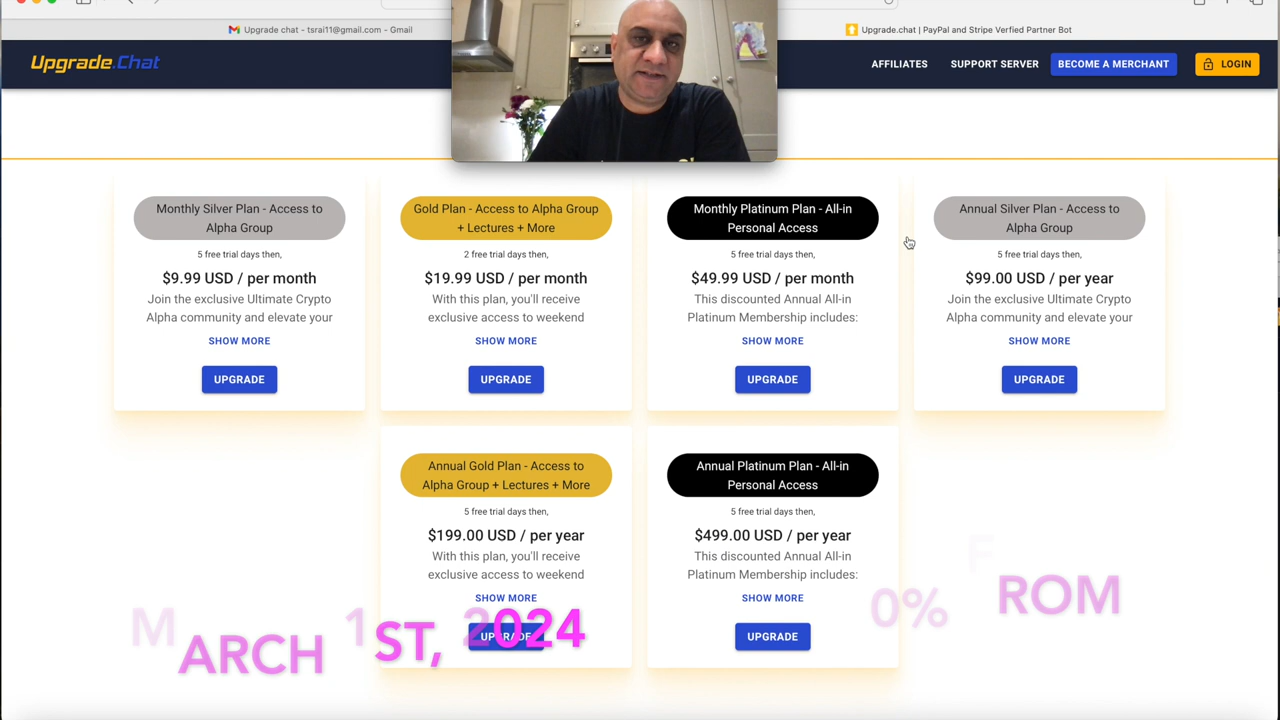 Upgrade chat - tsrai11@gmail.com - Gmail
Upgrade.chat | PayPal and Stripe Verfied Partner Bot
Upgrade.Chat
AFFILIATES
SUPPORT SERVER
BECOME A MERCHANT
LOGIN
Monthly Silver Plan - Access to
Alpha Group
5 free trial days then,
$9.99 USD / per month
Join the exclusive Ultimate Crypto
Alpha community and elevate your
SHOW MORE
UPGRADE
Gold Plan - Access to Alpha Group
+ Lectures + More
2 free trial days then,
$19.99 USD / per month
With this plan, you'll receive
exclusive access to weekend
SHOW MORE
UPGRADE
Monthly Platinum Plan - All-in
Personal Access
5 free trial days then,
$49.99 USD / per month
This discounted Annual All-in
Platinum Membership includes:
SHOW MORE
UPGRADE
Annual Silver Plan - Access to
Alpha Group
5 free trial days then,
$99.00 USD / per year
Join the exclusive Ultimate Crypto
Alpha community and elevate your
SHOW MORE
UPGRADE
Annual Gold Plan - Access to
Alpha Group + Lectures + More
5 free trial days then,
$199.00 USD / per year
With this plan, you'll receive
exclusive access to weekend
SHOW MORE
UPGRADE
Annual Platinum Plan - All-in
Personal Access
5 free trial days then,
$499.00 USD / per year
This discounted Annual All-in
Platinum Membership includes:
SHOW MORE
UPGRADE
0% FROM
MARCH 1ST, 2024